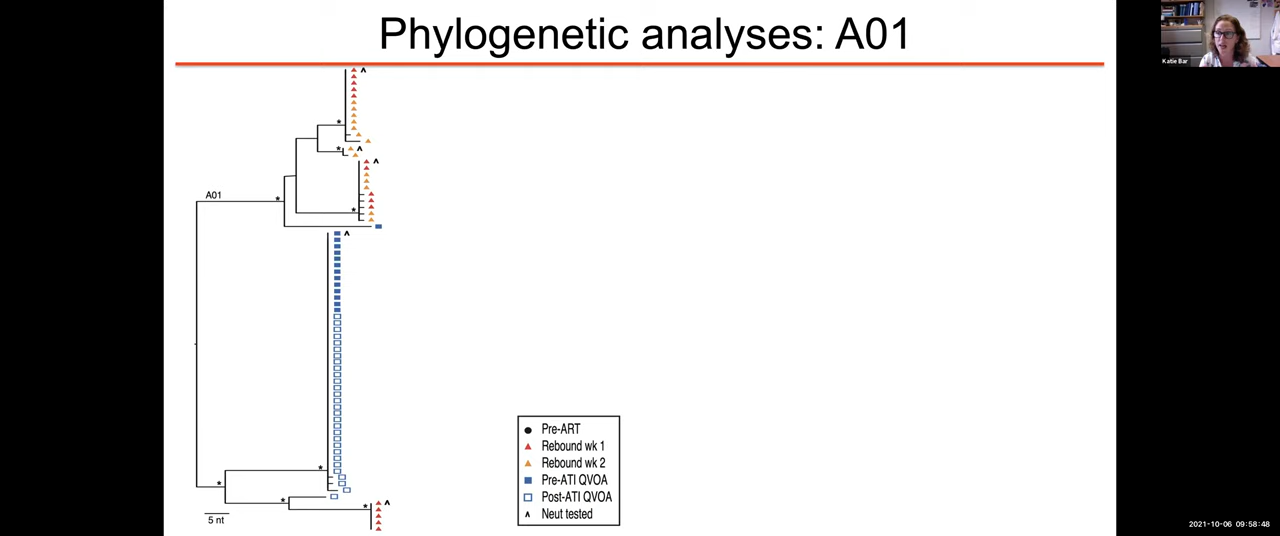 Phylogenetic analyses: A01
Katie Bar
A01
Pre-ART
Rebound wk 1
Rebound wk 2
Pre-ATI QVOA
Post-ATI QVOA
Neut tested
5 nt
2021-10-06 09:58:48